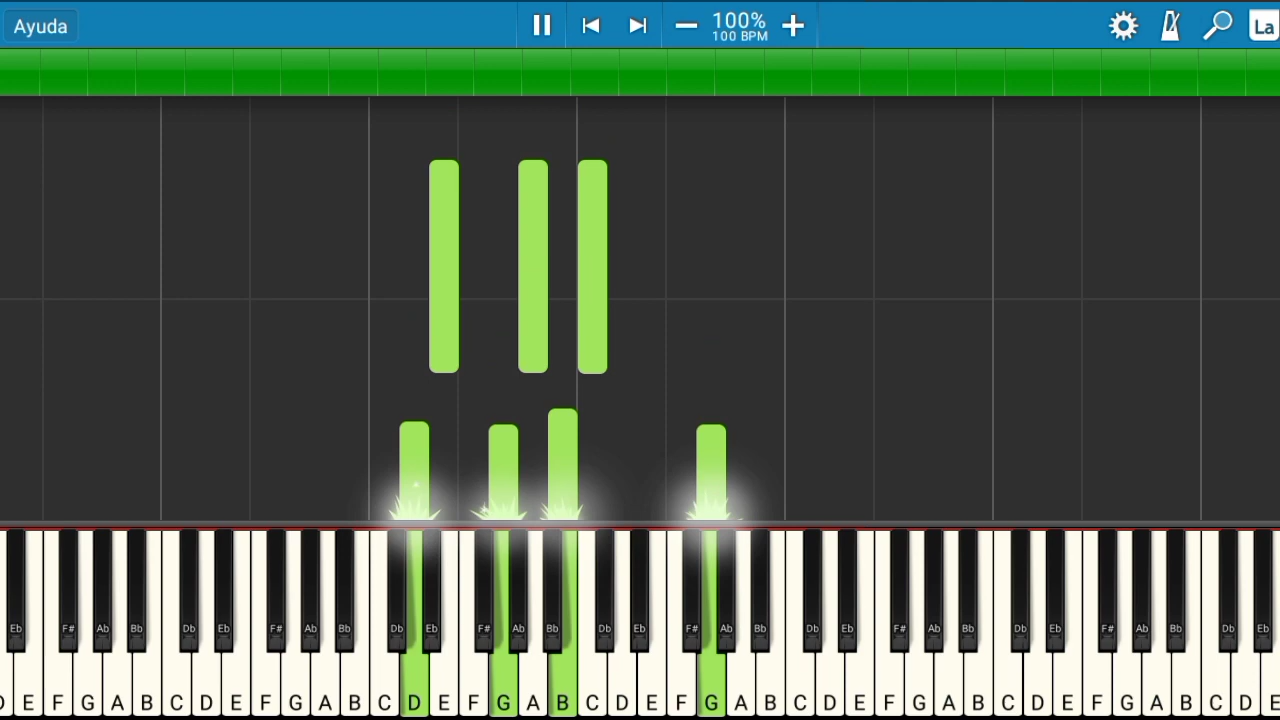 Ayuda
100%
100 BPM
La
Eb F# Ab Bb Db Eb F# Ab Bb Db Eb F# Ab Bb Db Eb F# Ab Bb Db Eb F# Ab Bb Db Eb F# Ab Bb Db Eb
D E F G A B C D E F G A B C D E F G A B C D E F G A B C D E F G A B C D E F G A B C D E